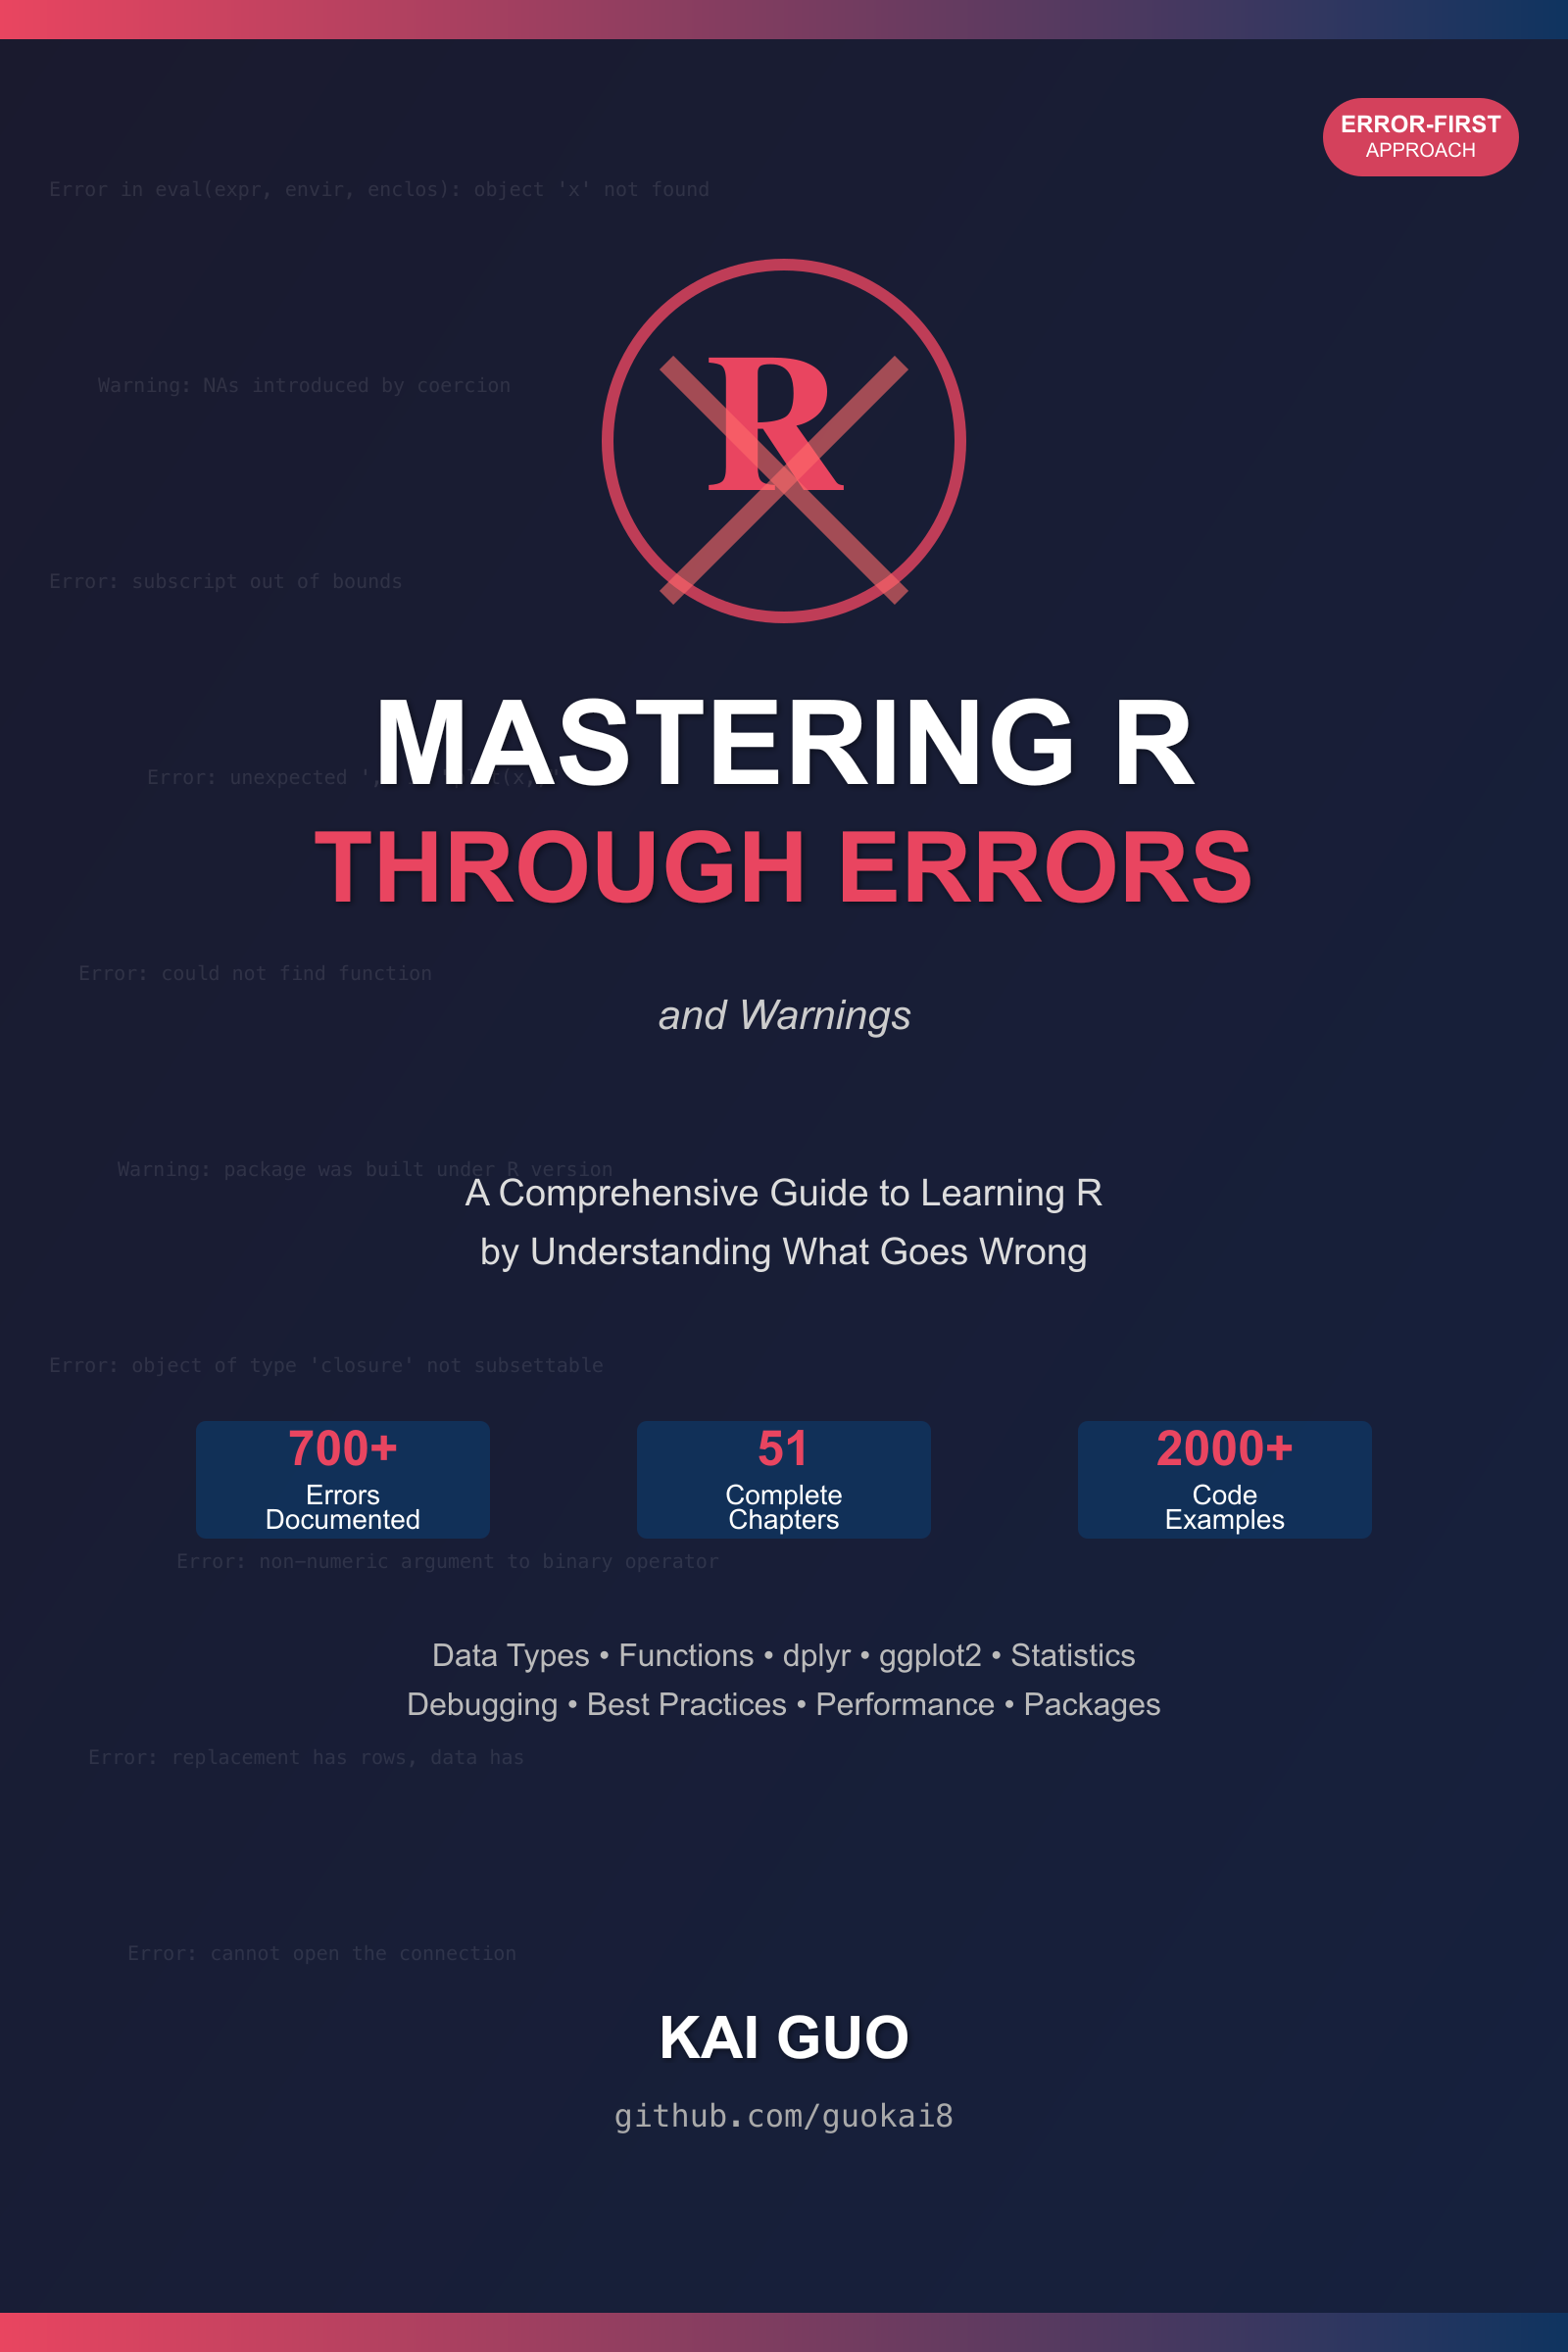 ERROR-FIRST
APPROACH
Error in eval(expr, envir, enclos): object 'x' not found
R
Warning: NAs introduced by coercion
Error: subscript out of bounds
MASTERING R
Error: unexpected ',
THROUGH ERRORS
Error: could not find function
and Warnings
Warning: package was built under R version
A Comprehensive Guide to Learning R
by Understanding What Goes Wrong
Error: object of type 'closure' not subsettable
700+
Errors
Documented
51
Complete
Chapters
2000+
Code
Examples
Error: non-numeric argument to binary operator
Data Types • Functions • dplyr • ggplot2 • Statistics
Debugging • Best Practices • Performance • Packages
Error: replacement has rows, data has
Error: cannot open the connection
KAI GUO
github.com/guokai8